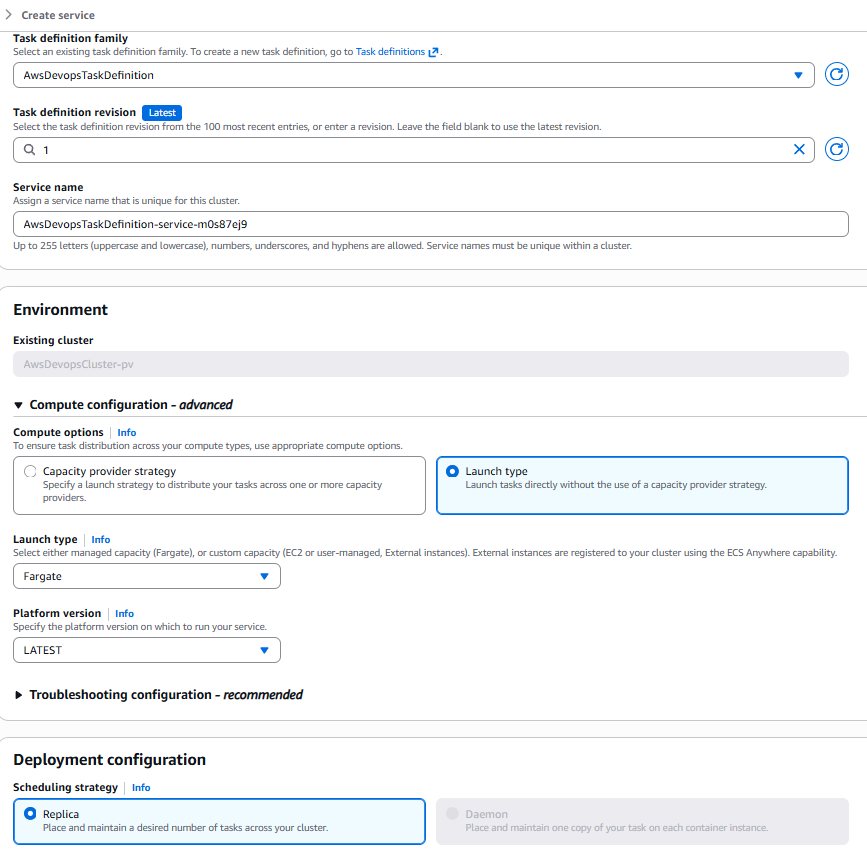 Create service
Task definition family
Select an existing task definition family. To create a new task definition, go to Task definitions .
AwsDevopsTaskDefinition
Task definition revision Latest
Select the task definition revision from the 100 most recent entries, or enter a revision. Leave the field blank to use the latest revision.
1
Service name
Assign a service name that is unique for this cluster.
AwsDevopsTaskDefinition-service-m0s87ej9
Up to 255 letters (uppercase and lowercase), numbers, underscores, and hyphens are allowed. Service names must be unique within a cluster.
Environment
Existing cluster
AwsDevopsCluster-pv
Compute configuration - advanced
Compute options Info
To ensure task distribution across your compute types, use appropriate compute options.
Capacity provider strategy
Specify a launch strategy to distribute your tasks across one or more capacity
providers.
Launch type
Launch tasks directly without the use of a capacity provider strategy.
Launch type Info
Select either managed capacity (Fargate), or custom capacity (EC2 or user-managed, External instances). External instances are registered to your cluster using the ECS Anywhere capability.
Fargate
Platform version Info
Specify the platform version on which to run your service.
LATEST
Troubleshooting configuration - recommended
Deployment configuration
Scheduling strategy Info
Replica
Place and maintain a desired number of tasks across your cluster.
Daemon
Place and maintain one copy of your task on each container instance.